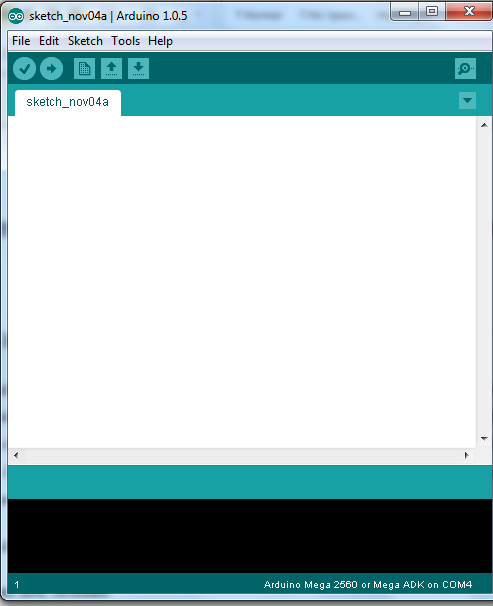 sketch_nov04a | Arduino 1.0.5
File Edit Sketch Tools Help
sketch_nov04a
1
Arduino Mega 2560 or Mega ADK on COM4